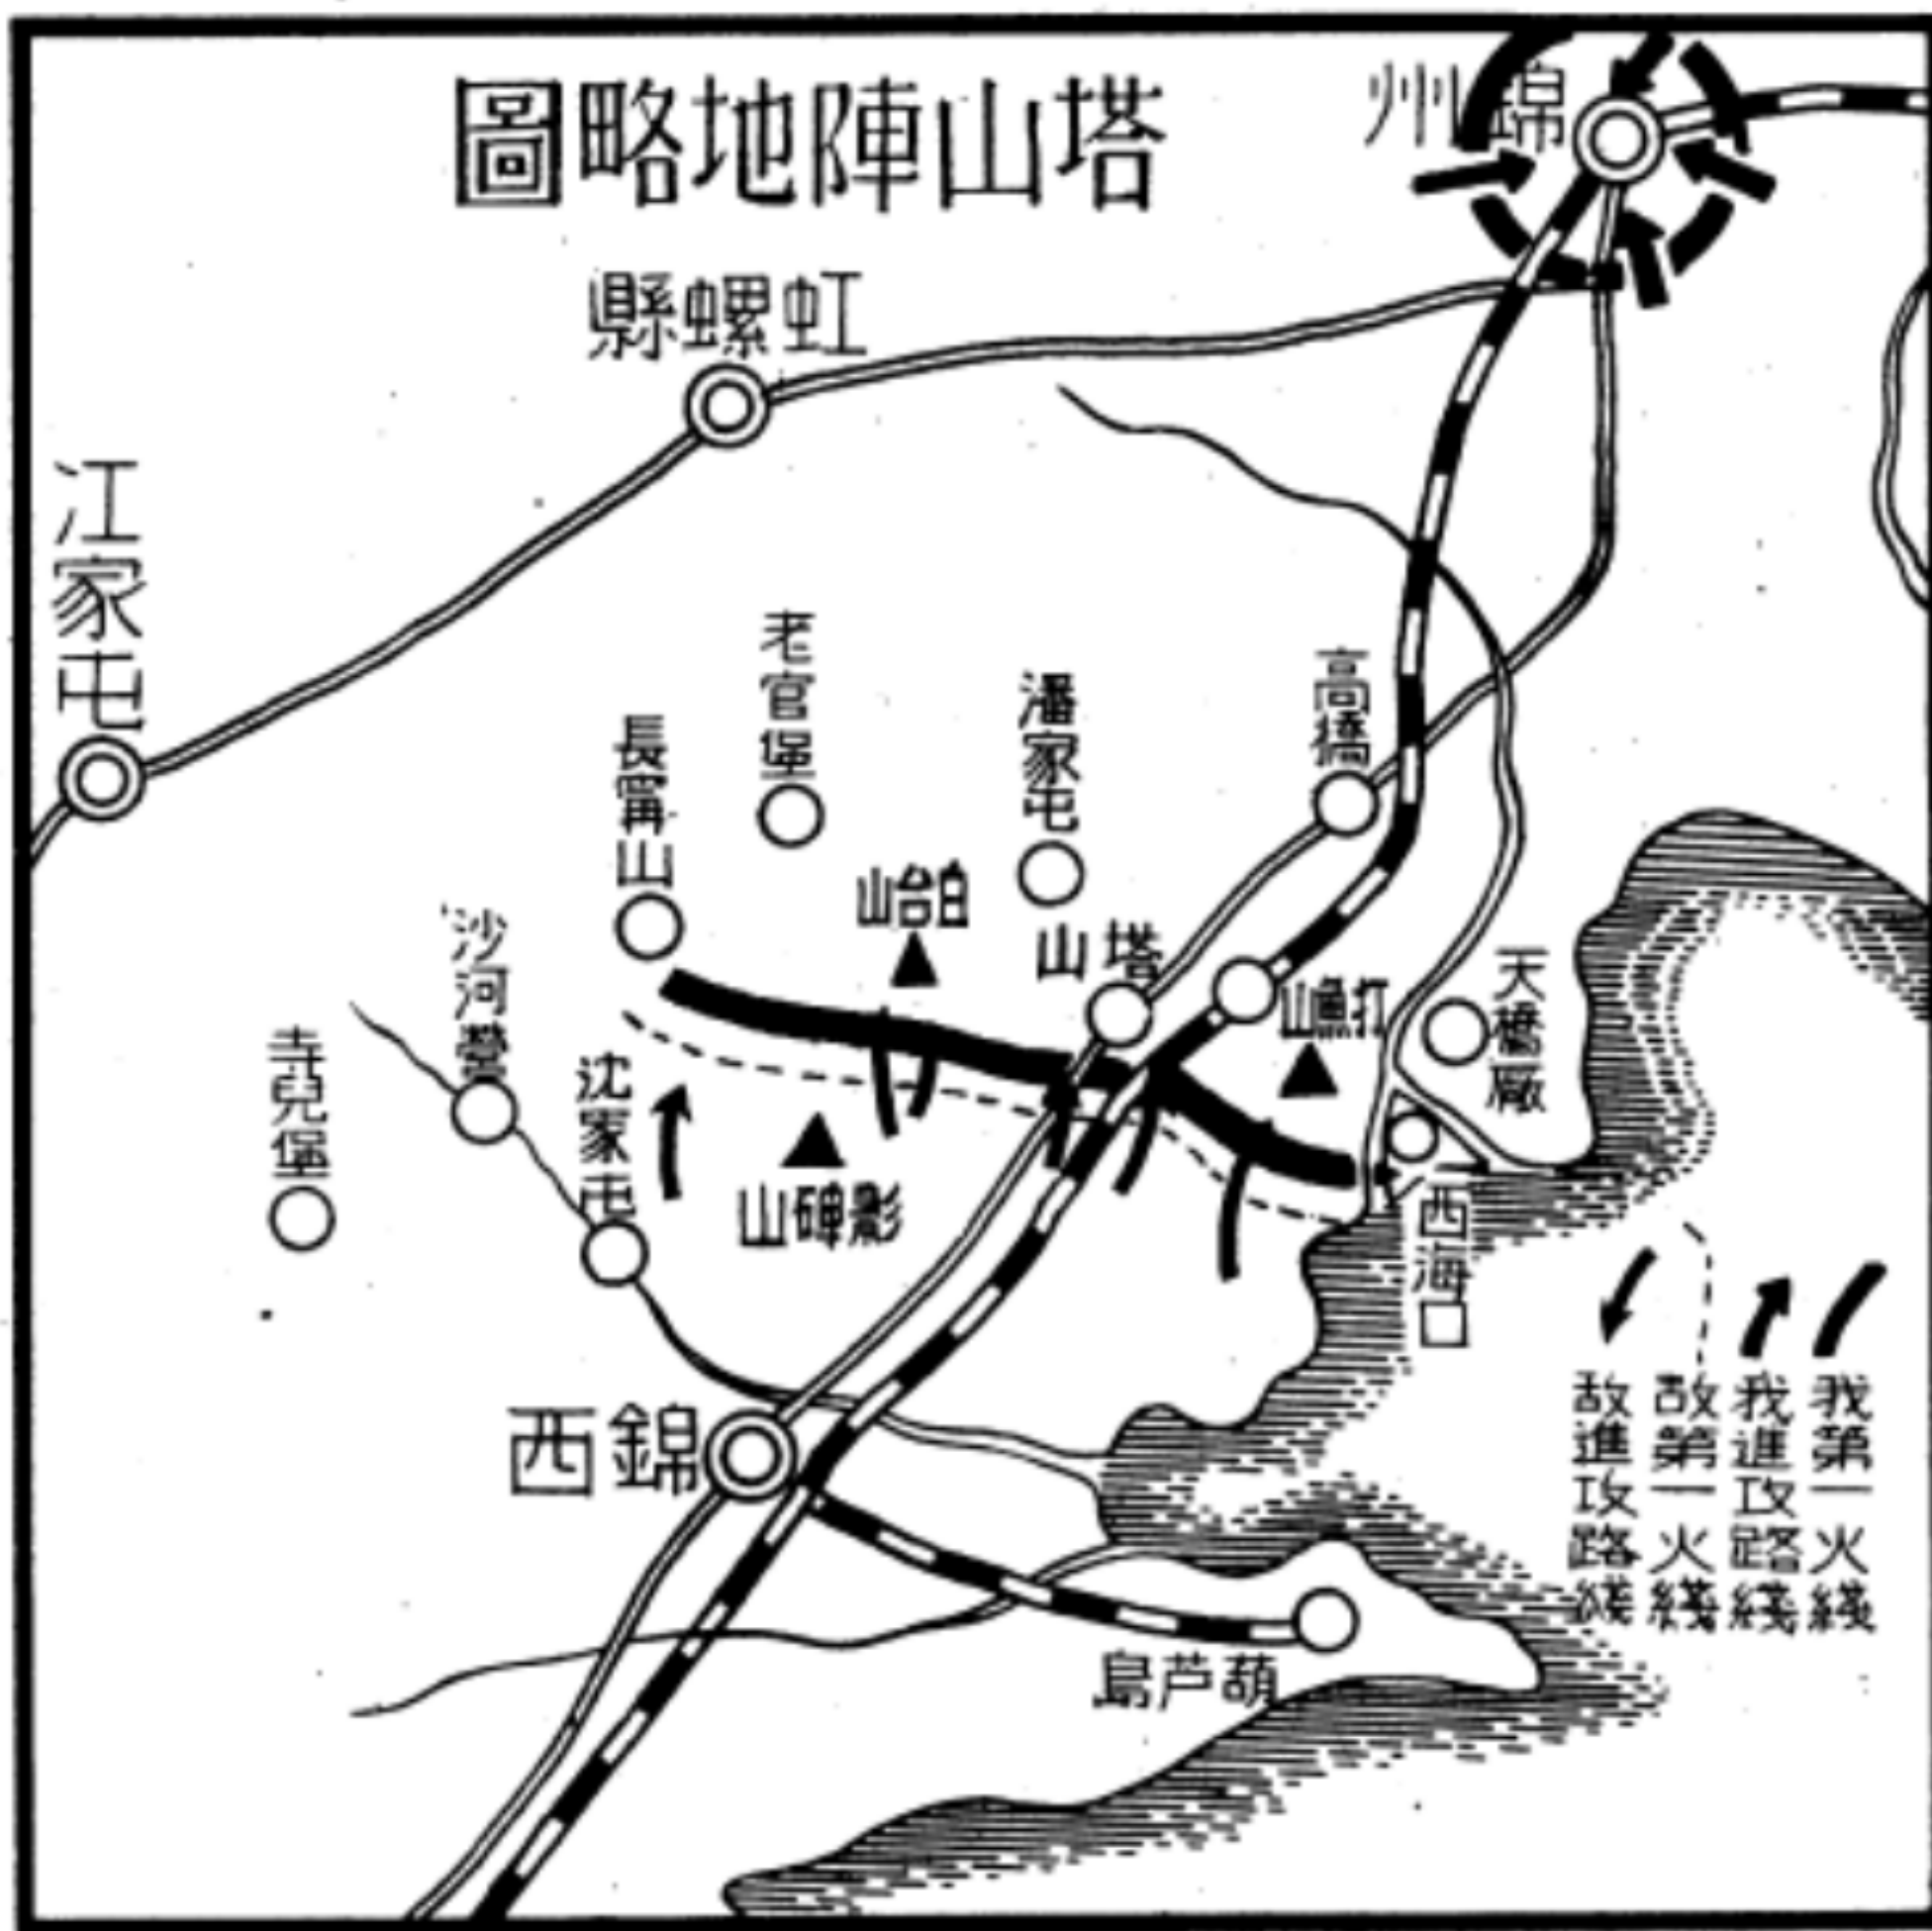 塔山陣地略圖
錦州
虹螺縣
江家屯
老官堡
潘家屯
高橋
長甯山
白台山
塔山
打魚山
天橋廠
沙河營
寺兒堡
沈家屯
影碑山
西海口
錦西
葫芦島
我第一火綫
我進攻路綫
敌第一火綫
敌進攻路綫